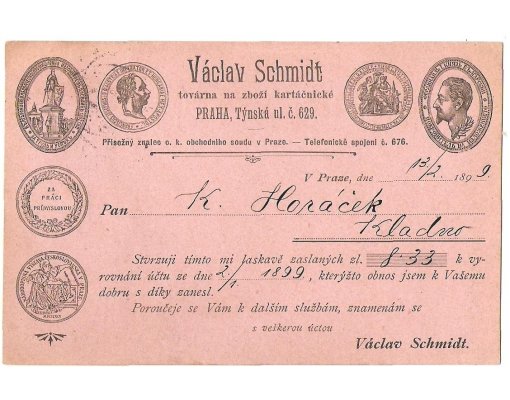 Václav Schmidt
továrna na zboží kartáčnické
PRAHA, Týnská ul. č. 629.
Přísežný znalec c. k. obchodního soudu v Praze. — Telefonické spojení č. 676.
V Praze, dne 13/2 1899
Pan K. Horáček
Kladno
ZA PRÁCI PRŮMYSLOVOU
Stvrzuji tímto mi laskavě zaslaných zl. 8·33 k vy-
rovnání účtu ze dne 2/1 1899, kterýžto obnos jsem k Vašemu
dobru s díky zanesl.
Poroučeje se Vám k dalším službám, znamenám se
s veškerou úctou
Václav Schmidt.